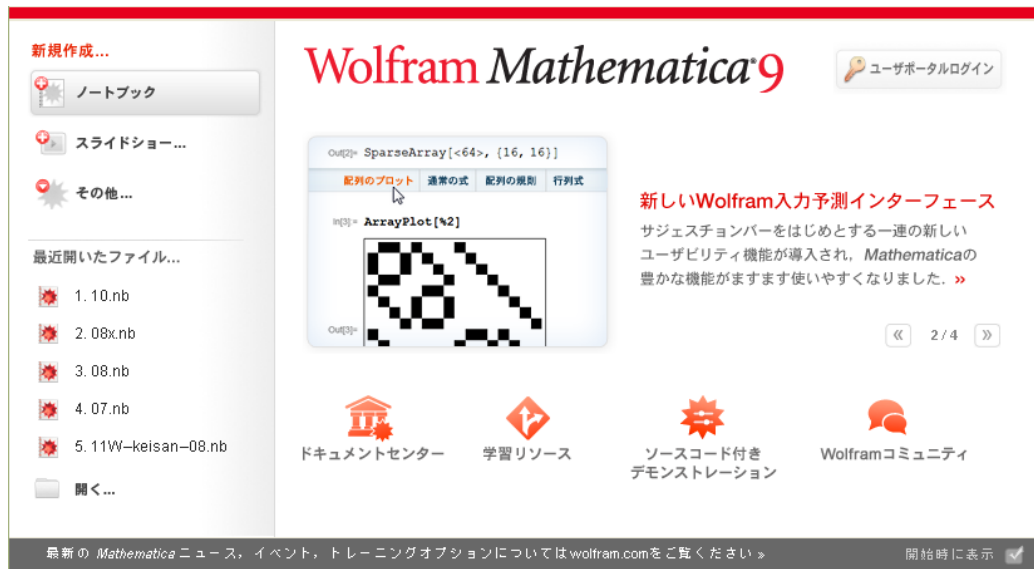 新規作成...
ノートブック
スライドショー...
その他...
最近開いたファイル...
1. 10.nb
2. 08x.nb
3. 08.nb
4. 07.nb
5. 11W–keisan–08.nb
開く...
Wolfram Mathematica®9
ユーザポータルログイン
Out[2]= SparseArray[<64>, {16, 16}]
配列のプロット 通常の式 配列の規則 行列式
In[3]:= ArrayPlot[%2]
Out[3]=
新しいWolfram入力予測インターフェース
サジェスチョンバーをはじめとする一連の新しい
ユーザビリティ機能が導入され，Mathematicaの
豊かな機能がますます使いやすくなりました. »
« 2/4 »
ドキュメントセンター
学習リソース
ソースコード付き
デモンストレーション
Wolframコミュニティ
最新の Mathematica ニュース，イベント，トレーニングオプションについてはwolfram.comをご覧ください »
開始時に表示